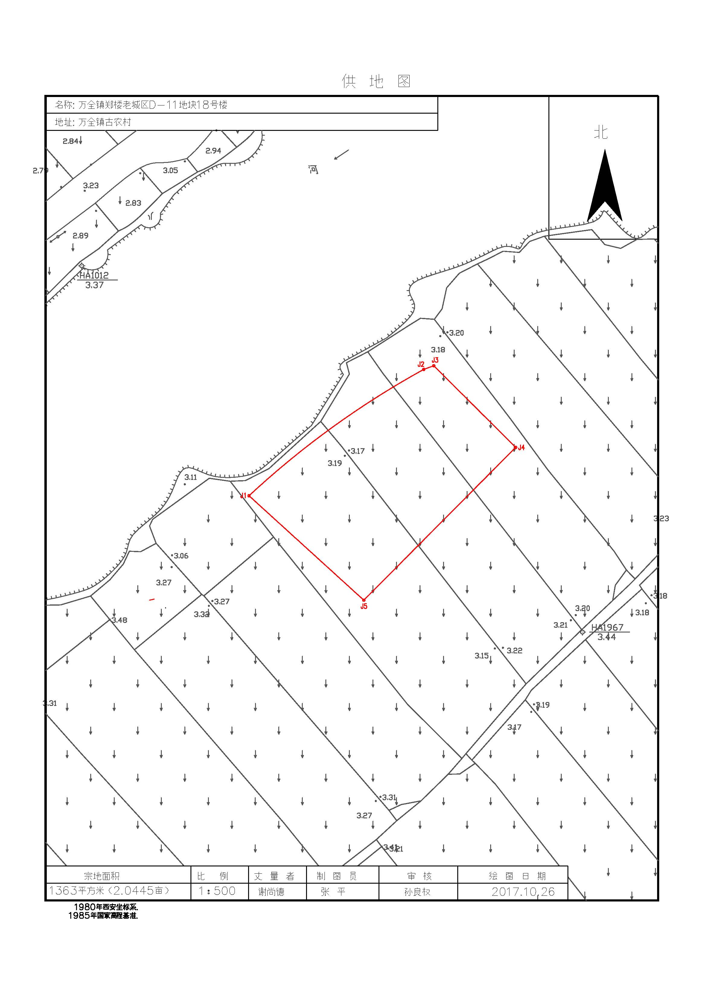 供 地 图
名称: 万全镇郑楼老城区D-11地块18号楼
地址: 万全镇古农村
北
2.84
2.94
河
2.79
3.05
3.23
2.83
2.89
HA1012
3.37
3.20
3.18
J2
J3
3.17
J4
3.19
3.11
J1
3.23
3.06
3.27
3.27
3.18
J5
3.20
3.18
3.48
3.21
HA1967
3.44
3.22
3.15
3.31
3.19
3.17
3.31
3.27
3.41
3.21
宗地面积 比 例 丈 量 者 制 图 员 审 核 绘 图 日 期
1363平方米(2.0445亩) 1:500 谢尚德 张 平 孙良权 2017.10.26
1980年西安坐标系.
1985年国家高程基准.